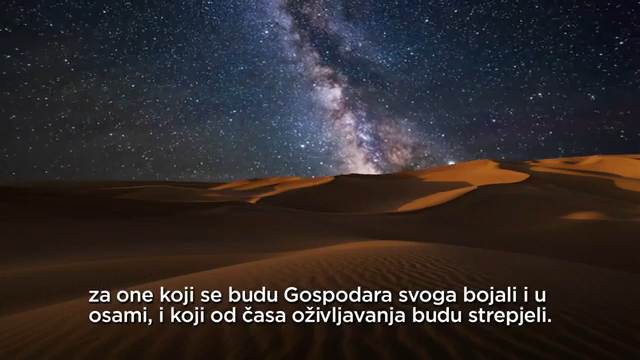 za one koji se budu Gospodara svoga bojali i u
osami, i koji od časa oživljavanja budu strepjeli.